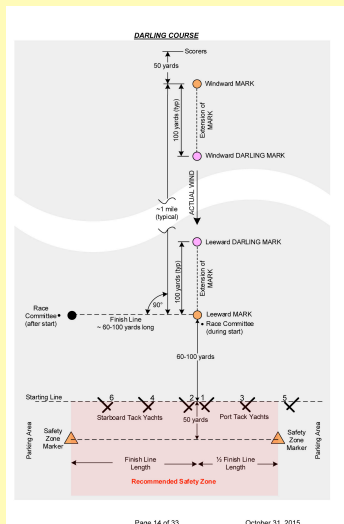 DARLING COURSE
Scorers
50 yards
Windward MARK
100 yards (typ)
Extension of
MARK
Windward DARLING MARK
ACTUAL WIND
~1 mile
(typical)
Leeward DARLING MARK
100 yards (typ)
Extension of
MARK
90°
Race
Committee
(after start)
Finish Line
~ 60-100 yards long
Leeward MARK
Race Committee
(during start)
60-100 yards
Starting Line
6
4
2
1
3
5
Starboard Tack Yachts
50 yards
Port Tack Yachts
Parking Area
Safety
Zone
Marker
Safety
Zone
Marker
Parking Area
Finish Line
Length
½ Finish Line
Length
Recommended Safety Zone
Page 14 of 33
October 31, 2015